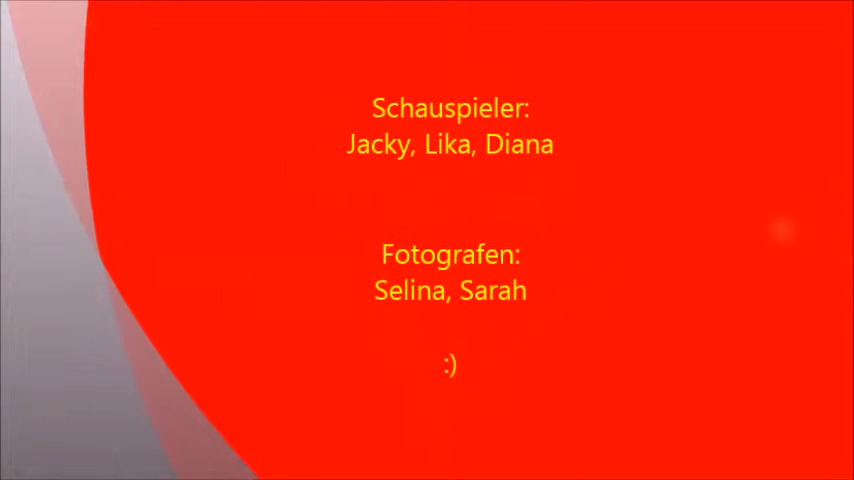 Schauspieler:
Jacky, Lika, Diana
Fotografen:
Selina, Sarah
:)